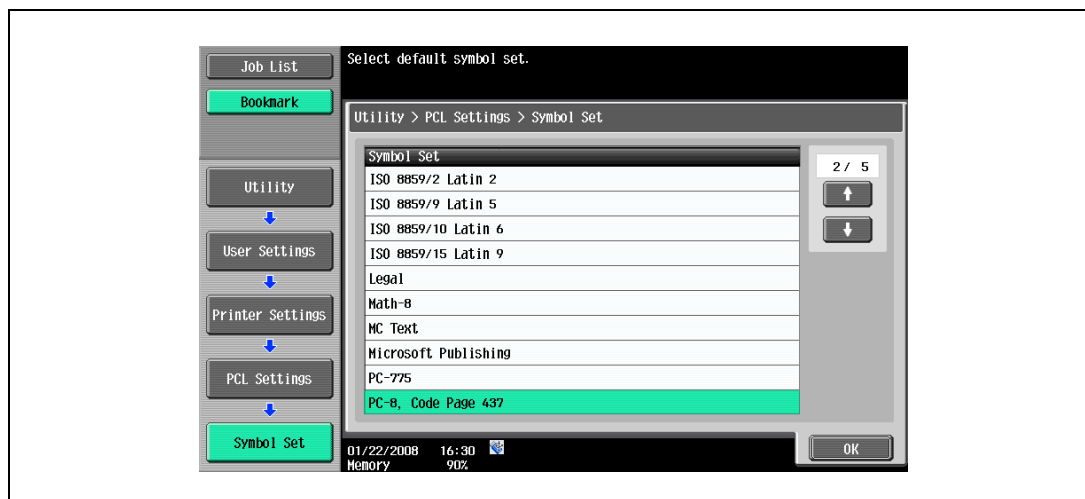 Job List
Bookmark
Utility
User Settings
Printer Settings
PCL Settings
Symbol Set
Select default symbol set.
Utility > PCL Settings > Symbol Set
Symbol Set
ISO 8859/2 Latin 2
ISO 8859/9 Latin 5
ISO 8859/10 Latin 6
ISO 8859/15 Latin 9
Legal
Math-8
MC Text
Microsoft Publishing
PC-775
PC-8, Code Page 437
2/ 5
01/22/2008 16:30
Memory 90%
OK